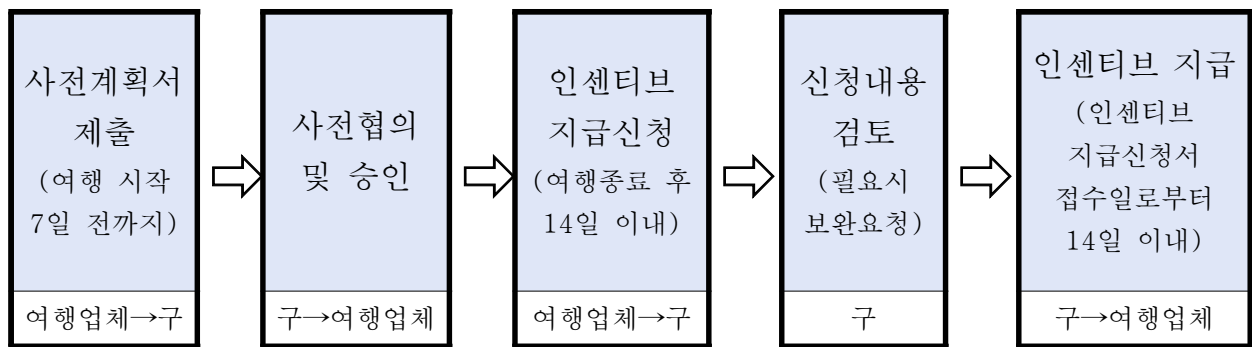 사전계획서
제출
(여행 시작
7일 전까지)
여행업체→구
사전협의
및 승인
구→여행업체
인센티브
지급신청
(여행종료 후
14일 이내)
여행업체→구
신청내용
검토
(필요시
보완요청)
구
인센티브 지급
(인센티브
지급신청서
접수일로부터
14일 이내)
구→여행업체